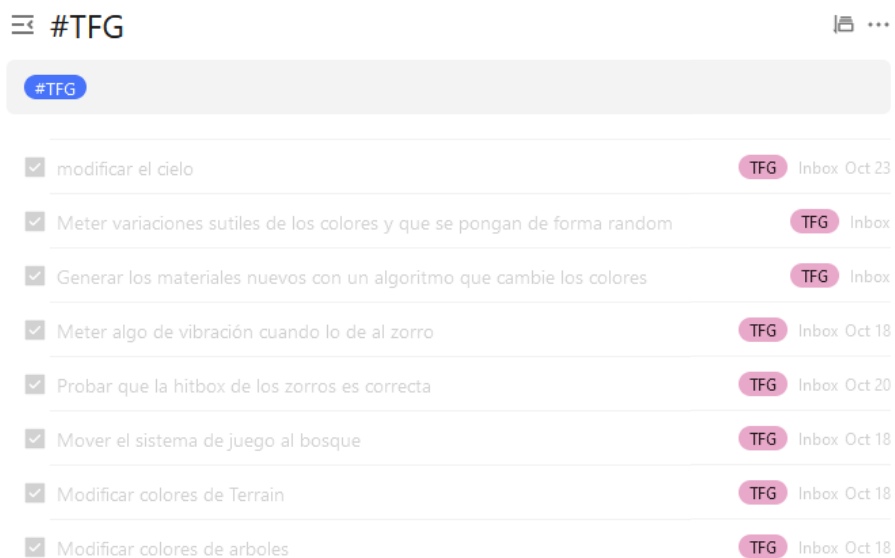 #TFG
#TFG
modificar el cielo TFG Inbox Oct 23
Meter variaciones sutiles de los colores y que se pongan de forma random TFG Inbox
Generar los materiales nuevos con un algoritmo que cambie los colores TFG Inbox
Meter algo de vibración cuando lo de al zorro TFG Inbox Oct 18
Probar que la hitbox de los zorros es correcta TFG Inbox Oct 20
Mover el sistema de juego al bosque TFG Inbox Oct 18
Modificar colores de Terrain TFG Inbox Oct 18
Modificar colores de arboles TFG Inbox Oct 18